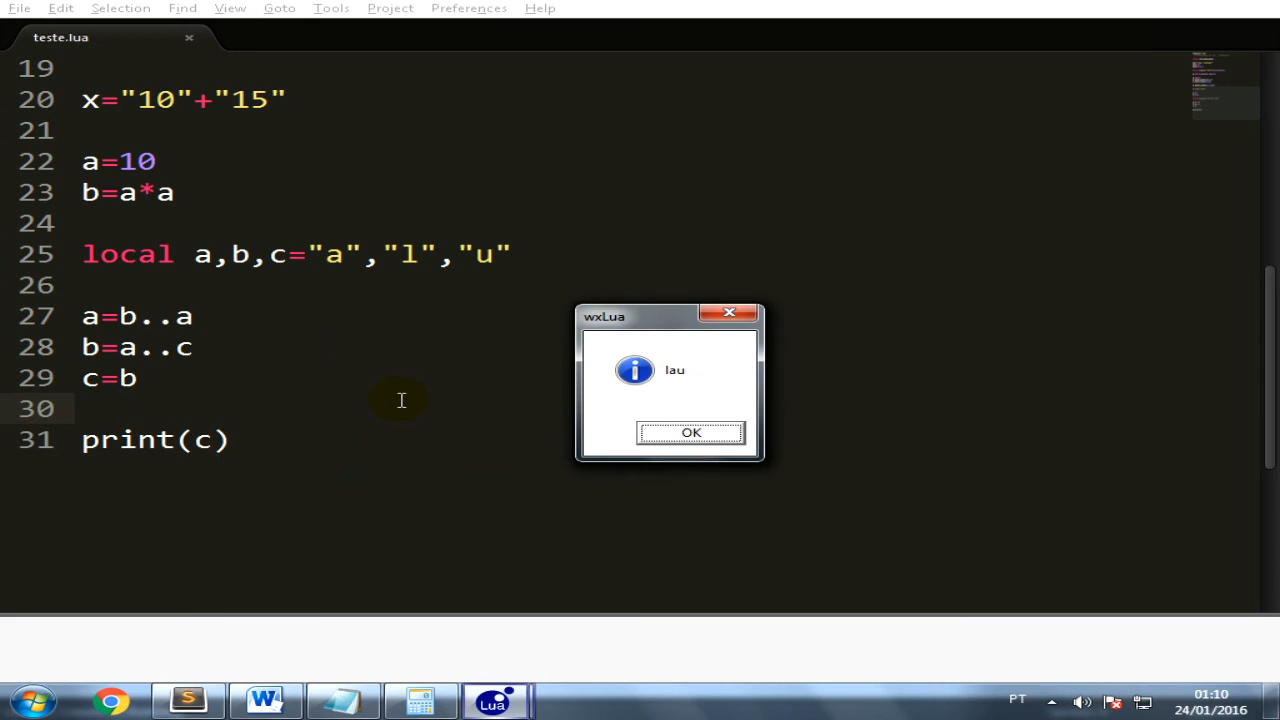 File Edit Selection Find View Goto Tools Project Preferences Help
teste.lua ×
19
20 x="10"+"15"
21
22 a=10
23 b=a*a
24
25 local a,b,c="a","l","u"
26
27 a=b..a
28 b=a..c
29 c=b
30
31 print(c)
wxLua
lau
OK
Lua
PT 01:10
24/01/2016